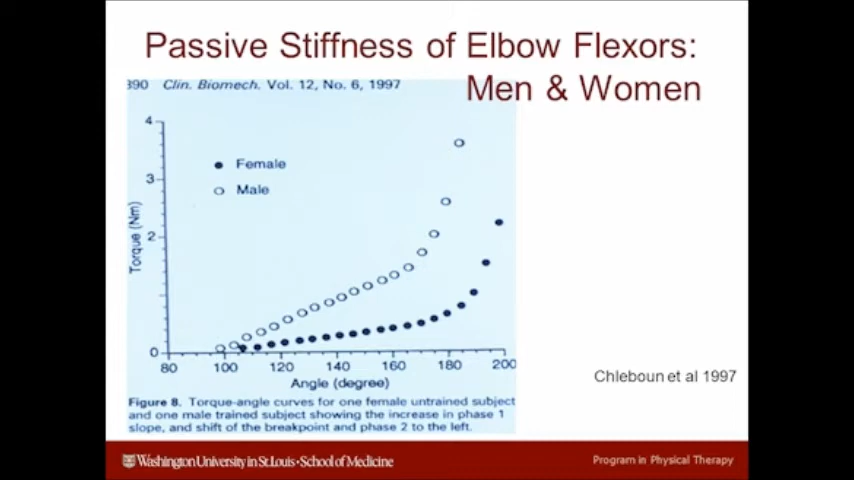 Passive Stiffness of Elbow Flexors:
Men & Women
390 Clin. Biomech. Vol. 12, No. 6, 1997
4
Female
3
Male
Torque (Nm)
2
0
80 100 120 140 160 180 200
Angle (degree)
Chleboun et al 1997
Figure 8. Torque-angle curves for one female untrained subject
and one male trained subject showing the increase in phase 1
slope, and shift of the breakpoint and phase 2 to the left.
Washington University in St. Louis • School of Medicine
Program in Physical Therapy